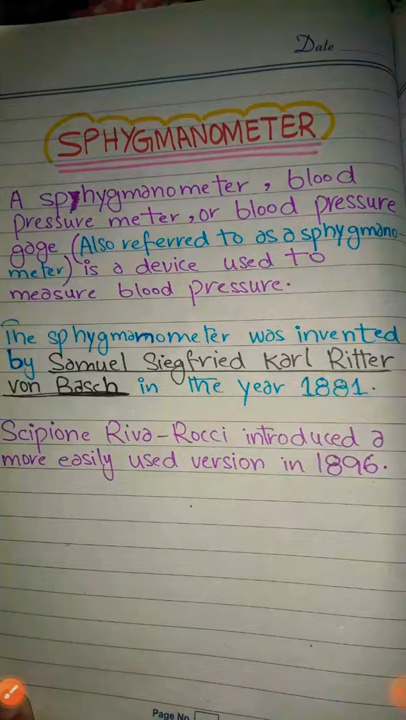 Date
SPHYGMANOMETER
A sphygmanometer, blood
pressure meter, or blood pressure
goge (Also referred to as a sphygmano-
meter) is a device used to
measure blood pressure.
The sphygmamometer was invented
by Samuel Siegfried Karl Ritter
von Basch in the year 1881.
Scipione Riva-Rocci introduced a
more easily used version in 1896.
Page No.